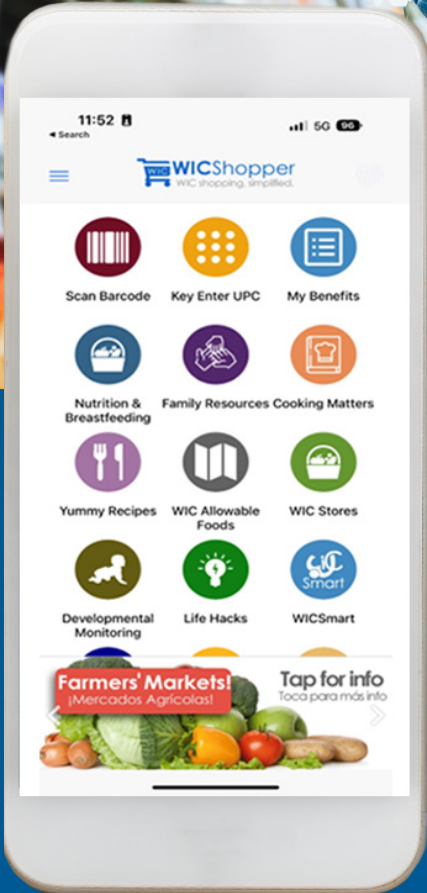 11:52
5G 96
◄ Search
WIC WICShopper
WIC shopping, simplified.
Scan Barcode
Key Enter UPC
My Benefits
Nutrition &
Breastfeeding
Family Resources
Cooking Matters
Yummy Recipes
WIC Allowable
Foods
WIC Stores
WIC
Smart
Developmental
Monitoring
Life Hacks
WICSmart
Farmers' Markets!
¡Mercados Agrícolas!
Tap for info
Toca para más info